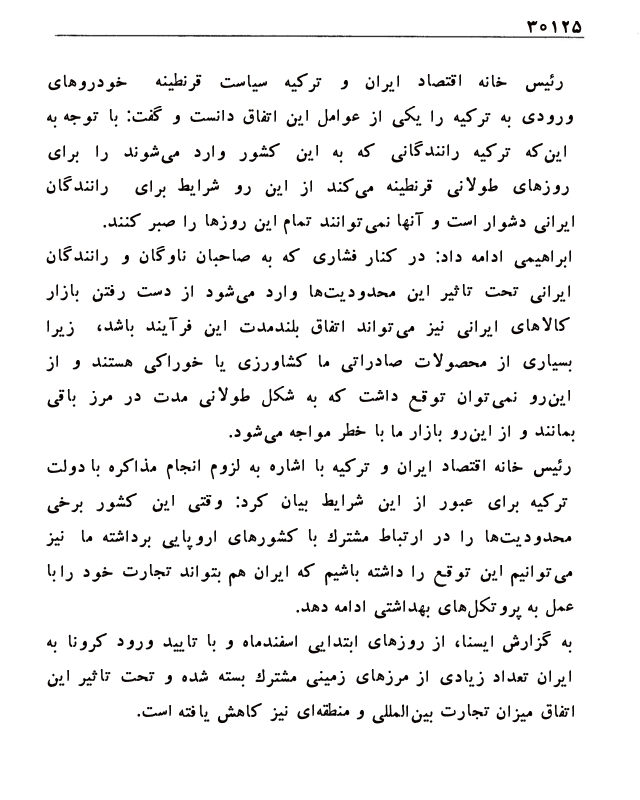 ۳۰۱۲۵
رئیس خانه اقتصاد ایران و ترکیه سیاست قرنطینه خودروهای
ورودی به ترکیه را یکی از عوامل این اتفاق دانست و گفت: با توجه به
این‌که ترکیه رانندگانی که به این کشور وارد می‌شوند را برای
روزهای طولانی قرنطینه می‌کند از این رو شرایط برای رانندگان
ایرانی دشوار است و آنها نمی‌توانند تمام این روزها را صبر کنند.
ابراهیمی ادامه داد: در کنار فشاری که به صاحبان ناوگان و رانندگان
ایرانی تحت تاثیر این محدودیت‌ها وارد می‌شود از دست رفتن بازار
کالاهای ایرانی نیز می‌تواند اتفاق بلندمدت این فرآیند باشد، زیرا
بسیاری از محصولات صادراتی ما کشاورزی یا خوراکی هستند و از
این‌رو نمی‌توان توقع داشت که به شکل طولانی مدت در مرز باقی
بمانند و از این‌رو بازار ما با خطر مواجه می‌شود.
رئیس خانه اقتصاد ایران و ترکیه با اشاره به لزوم انجام مذاکره با دولت
ترکیه برای عبور از این شرایط بیان کرد: وقتی این کشور برخی
محدودیت‌ها را در ارتباط مشترك با کشورهای اروپایی برداشته ما نیز
می‌توانیم این توقع را داشته باشیم که ایران هم بتواند تجارت خود را با
عمل به پروتکل‌های بهداشتی ادامه دهد.
به گزارش ایسنا، از روزهای ابتدایی اسفندماه و با تایید ورود کرونا به
ایران تعداد زیادی از مرزهای زمینی مشترك بسته شده و تحت تاثیر این
اتفاق میزان تجارت بین‌المللی و منطقه‌ای نیز کاهش یافته است.